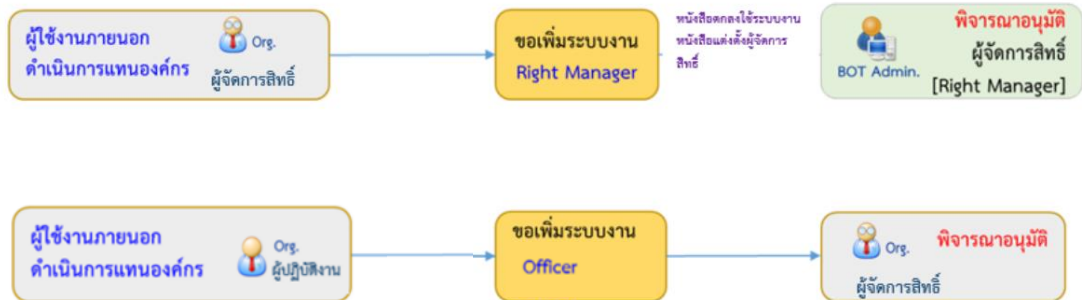 ผู้ใช้งานภายนอก
ดำเนินการแทนองค์กร
Org.
ผู้จัดการสิทธิ์
ขอเพิ่มระบบงาน
Right Manager
หนังสือตกลงใช้ระบบงาน
หนังสือแต่งตั้งผู้จัดการ
สิทธิ์
BOT Admin.
พิจารณาอนุมัติ
ผู้จัดการสิทธิ์
[Right Manager]
ผู้ใช้งานภายนอก
ดำเนินการแทนองค์กร
Org.
ผู้ปฏิบัติงาน
ขอเพิ่มระบบงาน
Officer
Org.
พิจารณาอนุมัติ
ผู้จัดการสิทธิ์